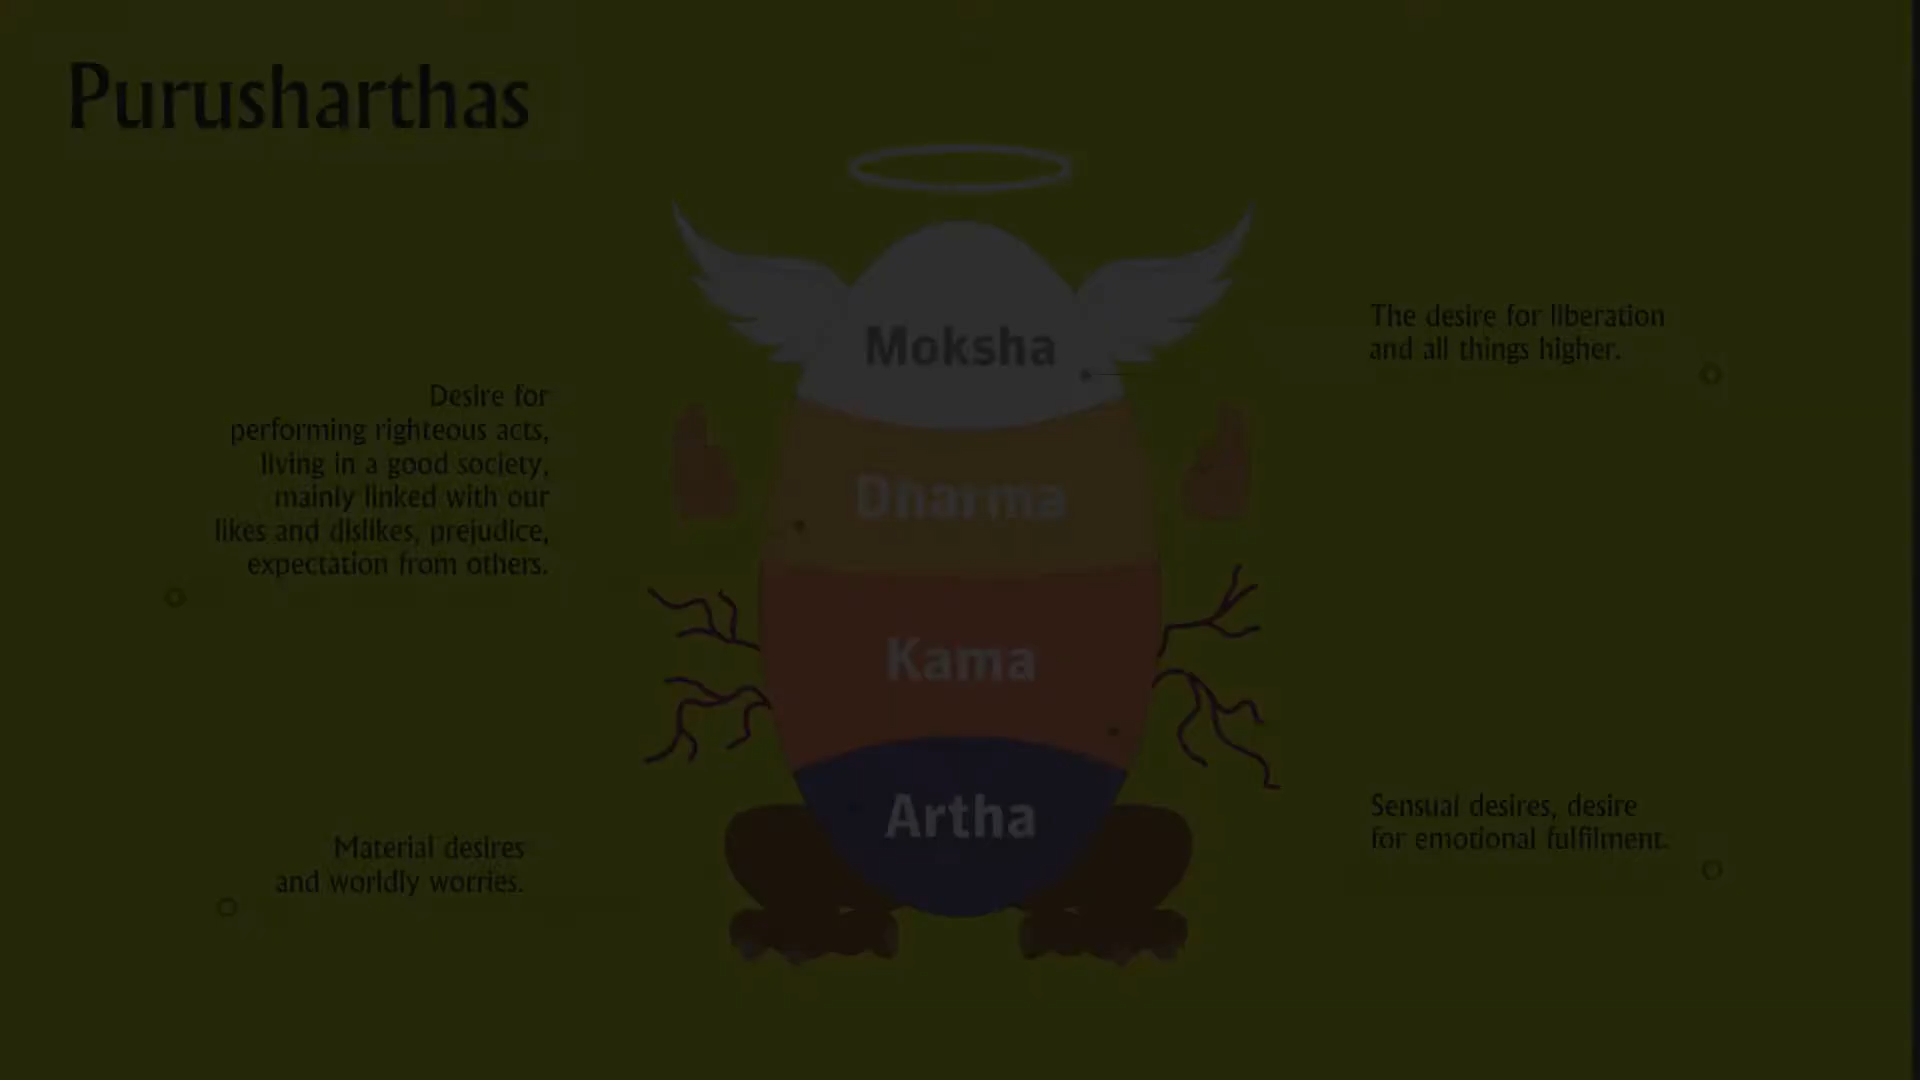 Purusharthas
Moksha
The desire for liberation
and all things higher.
Desire for
performing righteous acts,
living in a good society,
mainly linked with our
likes and dislikes, prejudice,
expectation from others.
Dharma
Kama
Sensual desires, desire
for emotional fulfilment.
Artha
Material desires
and worldly worries.